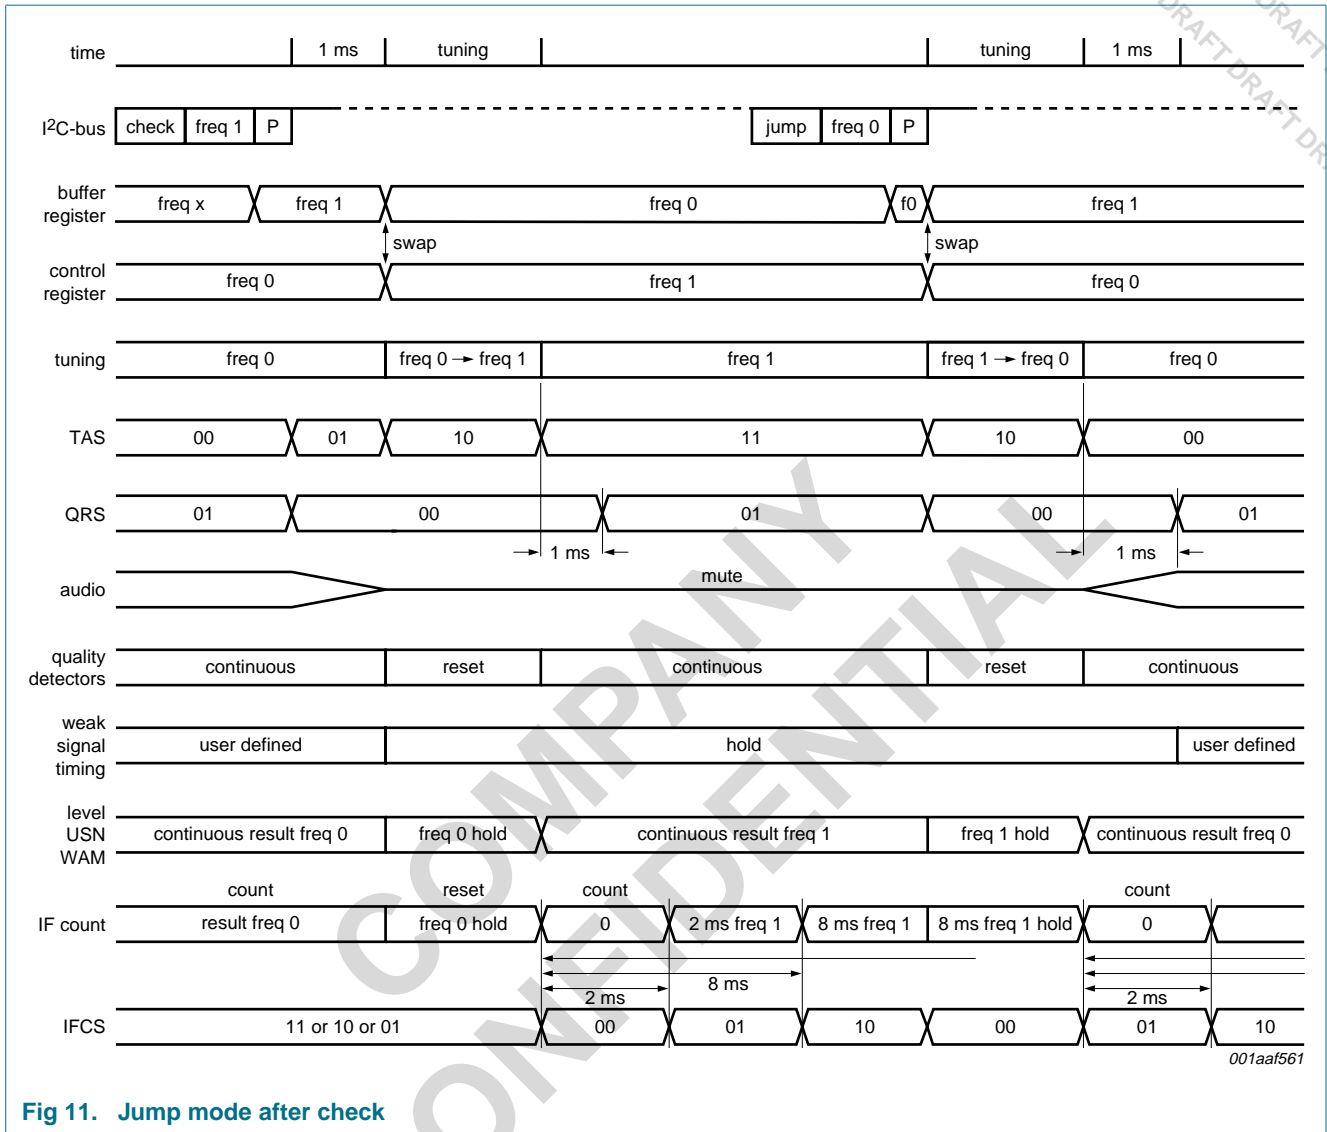 DRAFT DRAFT DRAFT DR
DRAFT DRAFT
time 1 ms tuning tuning 1 ms
I2C-bus check freq 1 P jump freq 0 P
buffer
register freq x freq 1 freq 0 f0 freq 1
swap swap
control
register freq 0 freq 1 freq 0
tuning freq 0 → freq 1 freq 1 freq 1 → freq 0 freq 0
TAS 00 01 10 11 10 00
QRS 01 00 01 00 01
1 ms 1 ms
audio mute
quality
detectors continuous reset continuous reset continuous
weak
signal
timing user defined hold user defined
level
USN
WAM continuous result freq 0 freq 0 hold continuous result freq 1 freq 1 hold continuous result freq 0
count reset count count
IF count result freq 0 freq 0 hold 0 2 ms freq 1 8 ms freq 1 8 ms freq 1 hold 0
8 ms
2 ms 2 ms
IFCS 11 or 10 or 01 00 01 10 00 01 10
001aaf561
COMPANY
CONFIDENTIAL
Fig 11. Jump mode after check